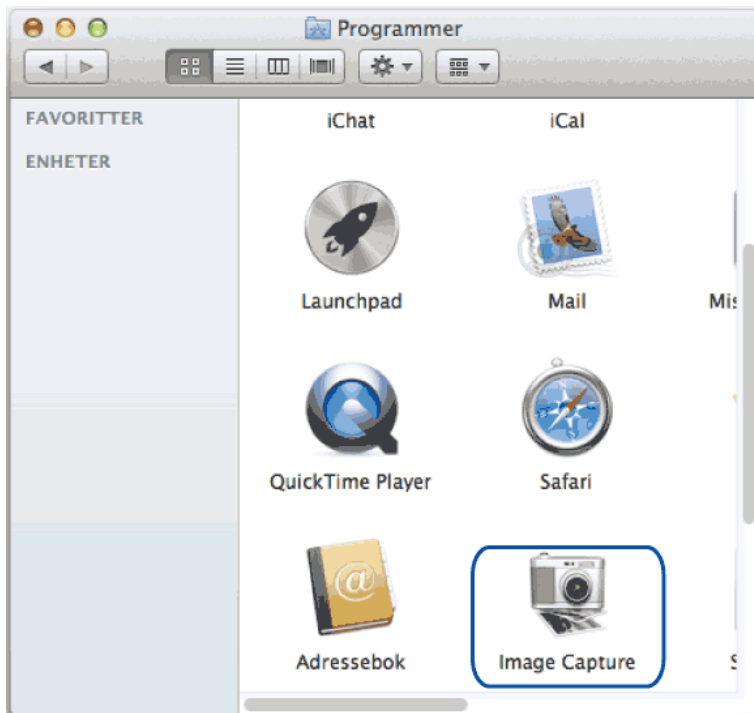 Programmer
FAVORITTER
ENHETER
iChat iCal
Launchpad Mail
QuickTime Player Safari
Adressebok Image Capture